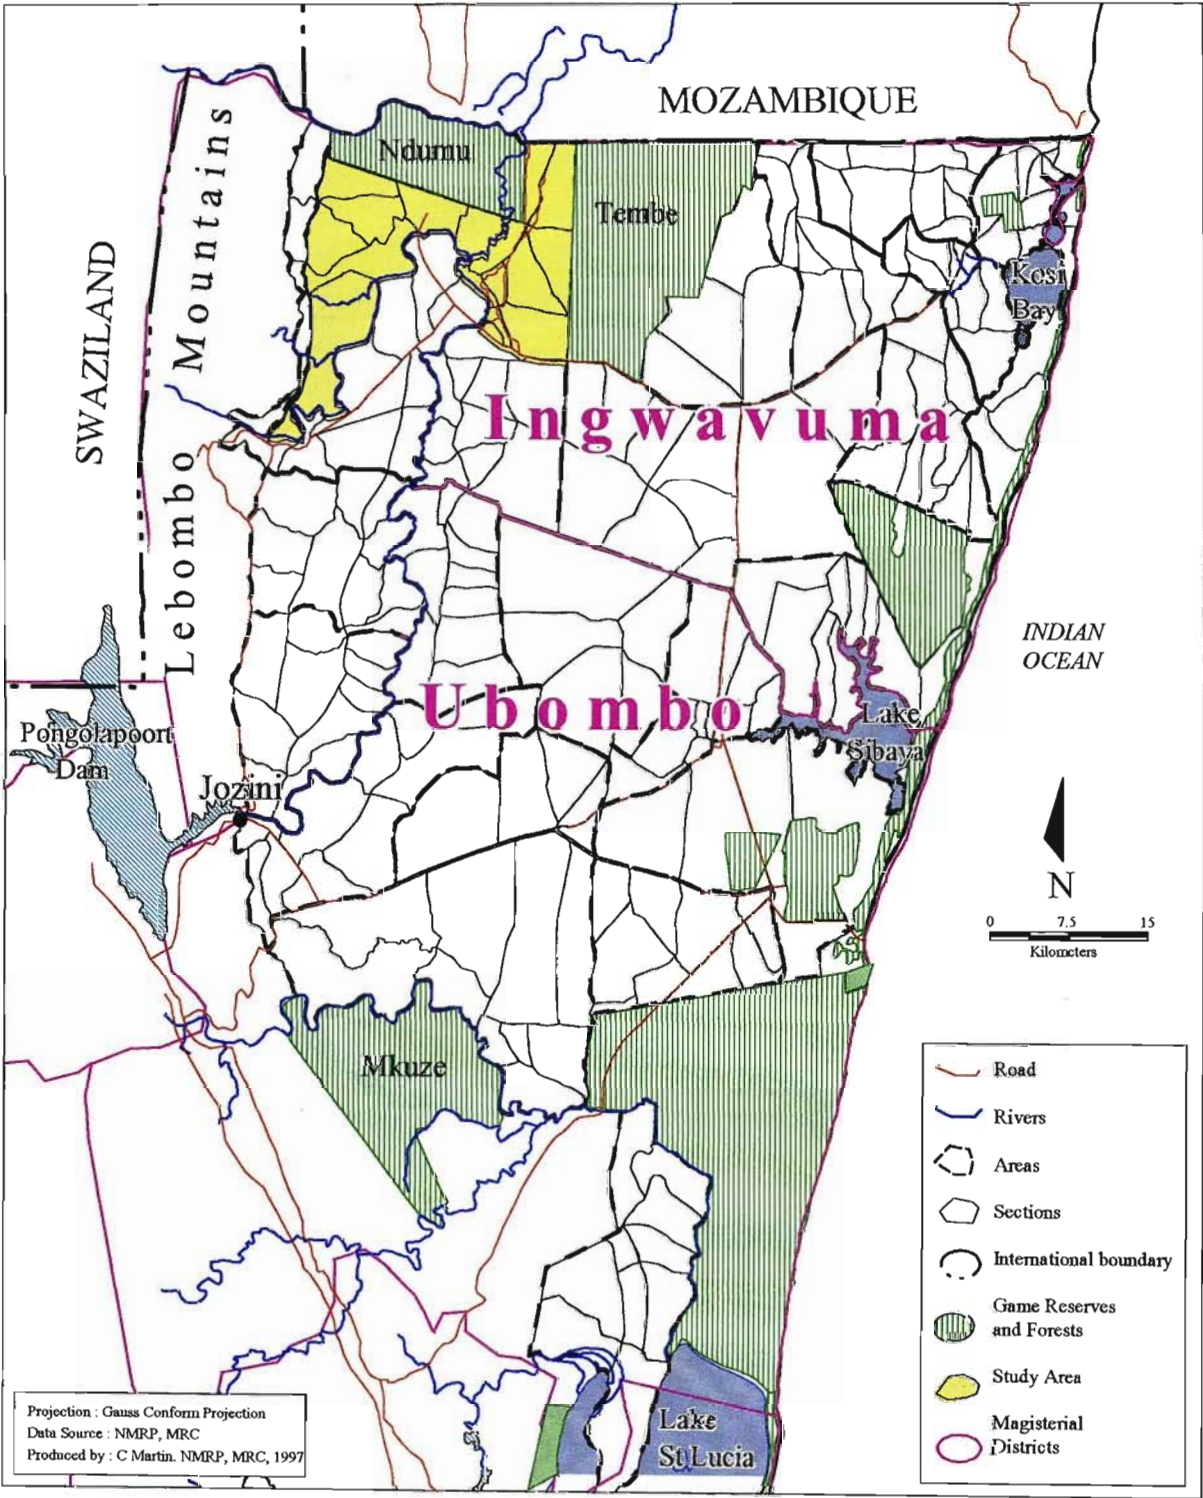 MOZAMBIQUE
Ndumu
Tembe
SWAZILAND
Lebombo Mountains
Kosi
Bay
Ingwavuma
INDIAN
OCEAN
Ubombo
Lake
Sibaya
Pongolapoort
Dam
Jozini
N
0 7.5 15
Kilometers
Mkuze
Road
Rivers
Areas
Sections
International boundary
Game Reserves
and Forests
Study Area
Magisterial
Districts
Lake
St Lucia
Projection : Gauss Conform Projection
Data Source : NMRP, MRC
Produced by : C Martin. NMRP, MRC, 1997